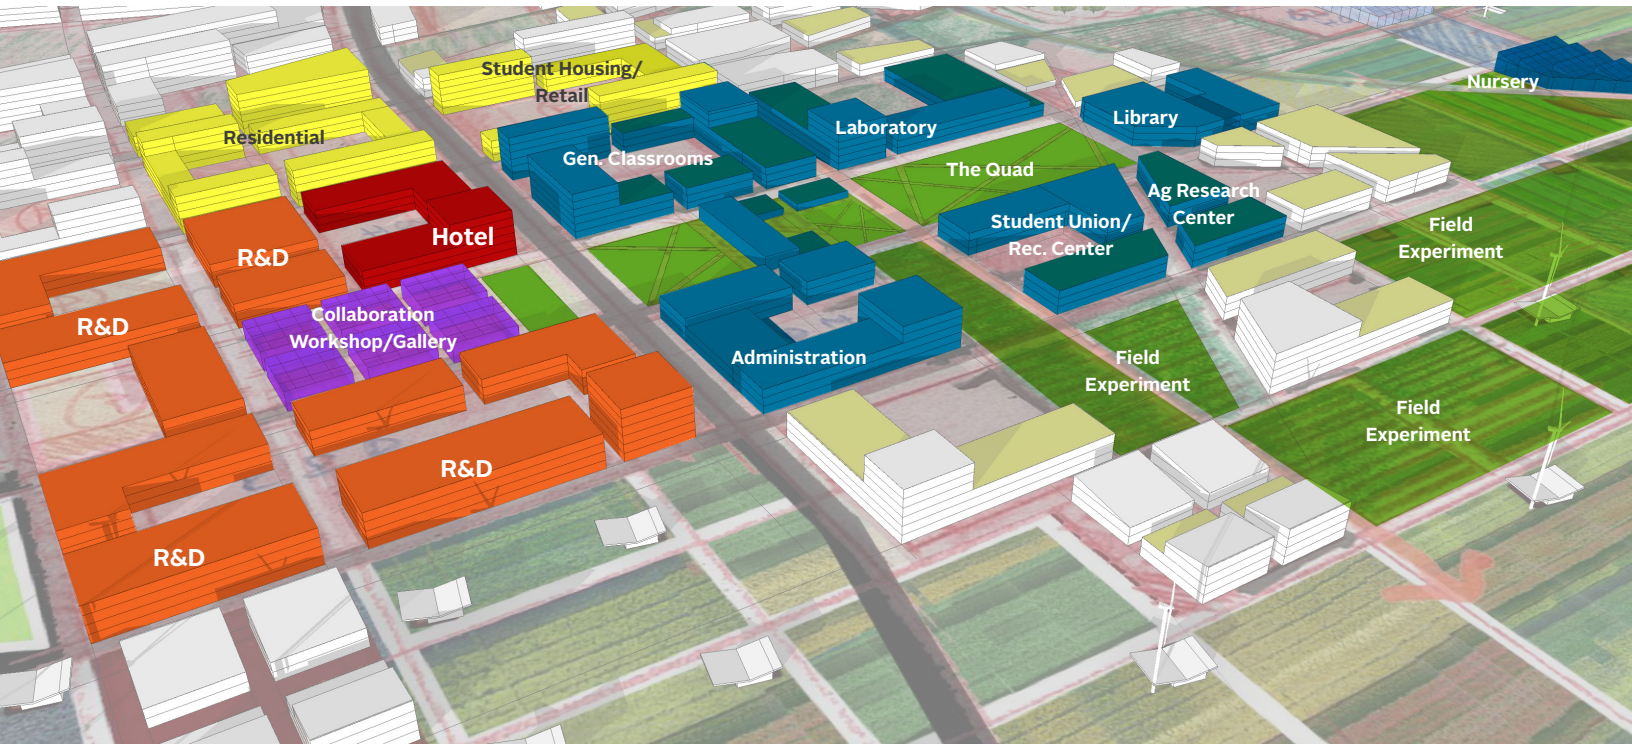 Student Housing/
Retail
Nursery
Residential
Gen. Classrooms
Laboratory
Library
The Quad
Ag Research
Center
Student Union/
Rec. Center
Field
Experiment
Hotel
R&D
R&D
Collaboration
Workshop/Gallery
Administration
Field
Experiment
Field
Experiment
R&D
R&D